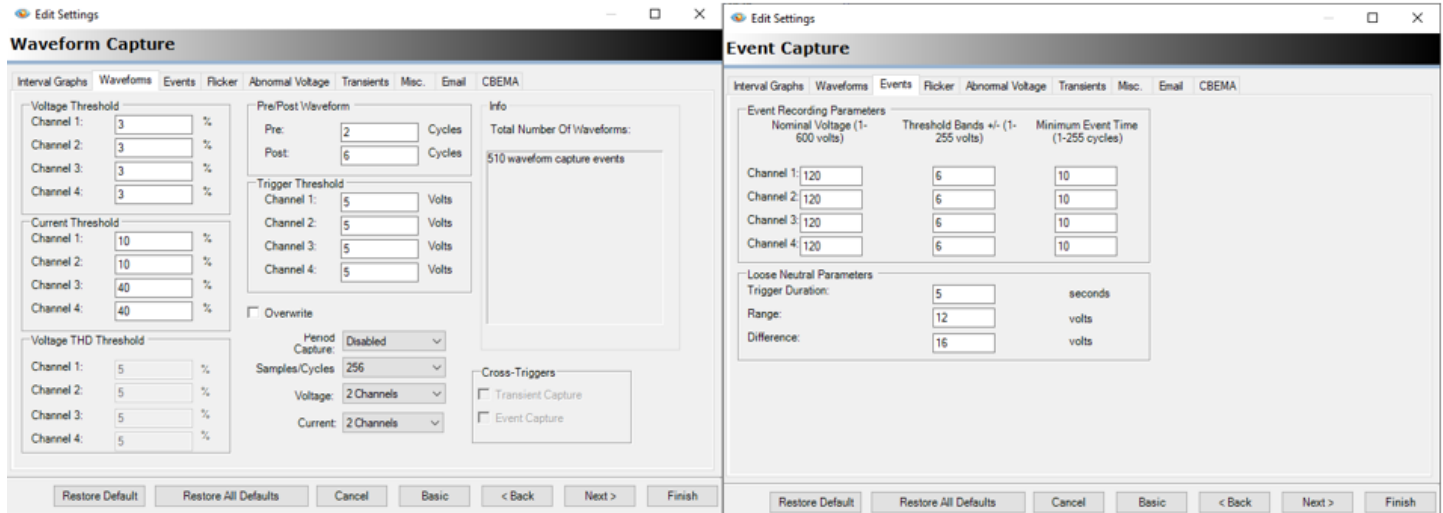 Edit Settings
Waveform Capture
Interval Graphs Waveforms Events Flicker Abnormal Voltage Transients Misc. Email CBEMA
Voltage Threshold
Channel 1: 3 %
Channel 2: 3 %
Channel 3: 3 %
Channel 4: 3 %
Current Threshold
Channel 1: 10 %
Channel 2: 10 %
Channel 3: 40 %
Channel 4: 40 %
Voltage THD Threshold
Channel 1: 5 %
Channel 2: 5 %
Channel 3: 5 %
Channel 4: 5 %
Pre/Post Waveform
Pre: 2 Cycles
Post: 6 Cycles
Trigger Threshold
Channel 1: 5 Volts
Channel 2: 5 Volts
Channel 3: 5 Volts
Channel 4: 5 Volts
Overwrite
Period
Capture: Disabled
Samples/Cycles 256
Voltage: 2 Channels
Current: 2 Channels
Info
Total Number Of Waveforms:
510 waveform capture events
Cross-Triggers
Transient Capture
Event Capture
Restore Default Restore All Defaults Cancel Basic < Back Next > Finish
Edit Settings
Event Capture
Interval Graphs Waveforms Events Flicker Abnormal Voltage Transients Misc. Email CBEMA
Event Recording Parameters
Nominal Voltage (1-
600 volts)
Threshold Bands +/- (1-
255 volts)
Minimum Event Time
(1-255 cycles)
Channel 1: 120 6 10
Channel 2: 120 6 10
Channel 3: 120 6 10
Channel 4: 120 6 10
Loose Neutral Parameters
Trigger Duration: 5 seconds
Range: 12 volts
Difference: 16 volts
Restore Default Restore All Defaults Cancel Basic < Back Next > Finish